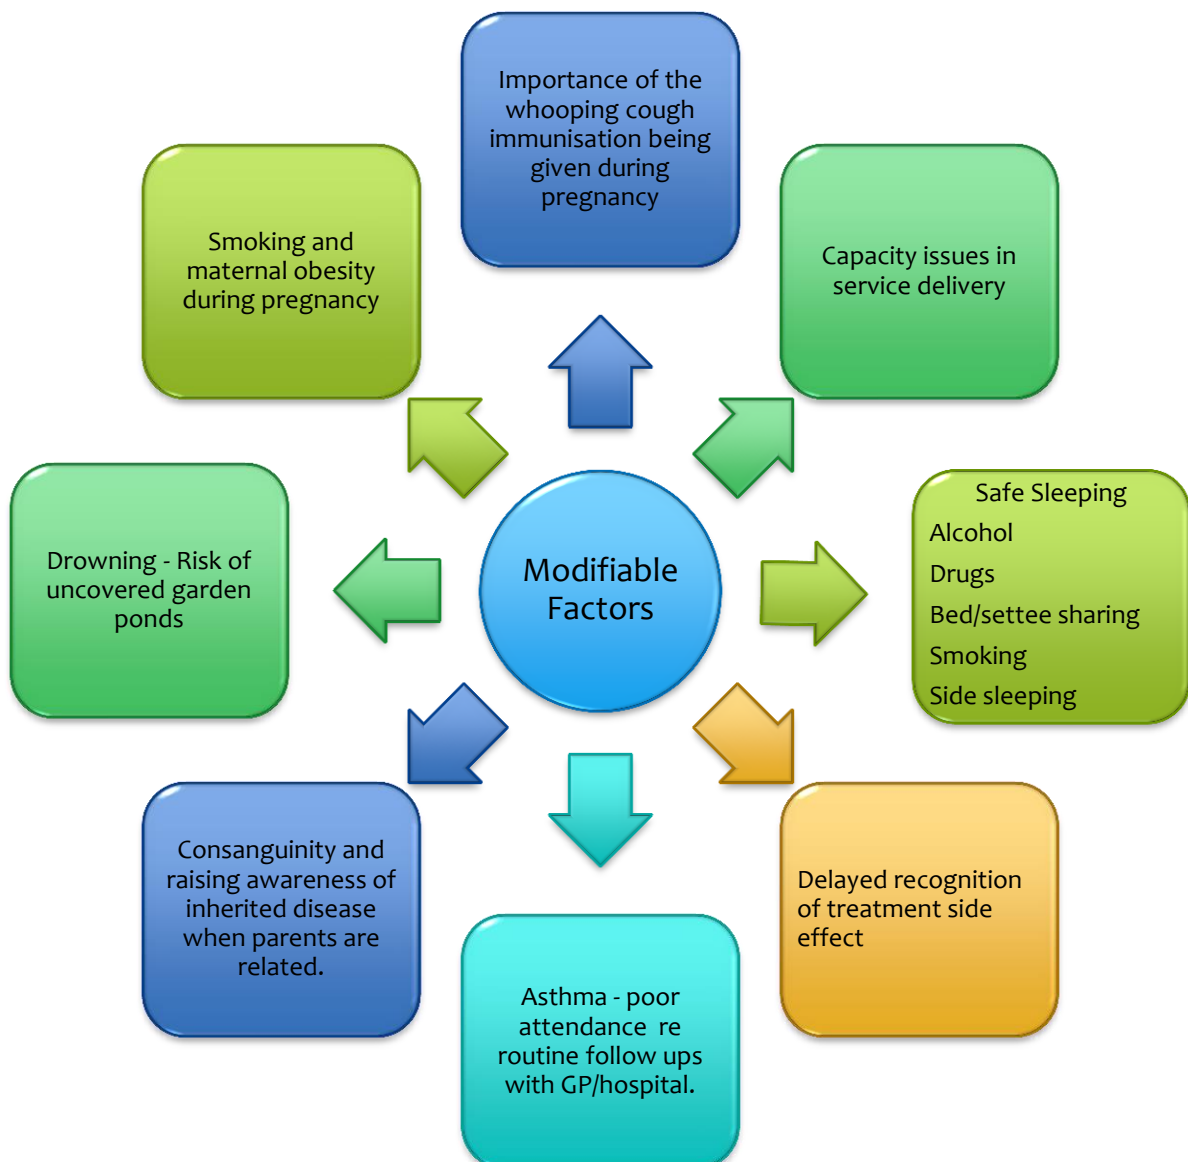 Importance of the
whooping cough
immunisation being
given during
pregnancy
Capacity issues in
service delivery
Safe Sleeping
Alcohol
Drugs
Bed/settee sharing
Smoking
Side sleeping
Delayed recognition
of treatment side
effect
Asthma - poor
attendance re
routine follow ups
with GP/hospital.
Consanguinity and
raising awareness of
inherited disease
when parents are
related.
Drowning - Risk of
uncovered garden
ponds
Smoking and
maternal obesity
during pregnancy
Modifiable
Factors